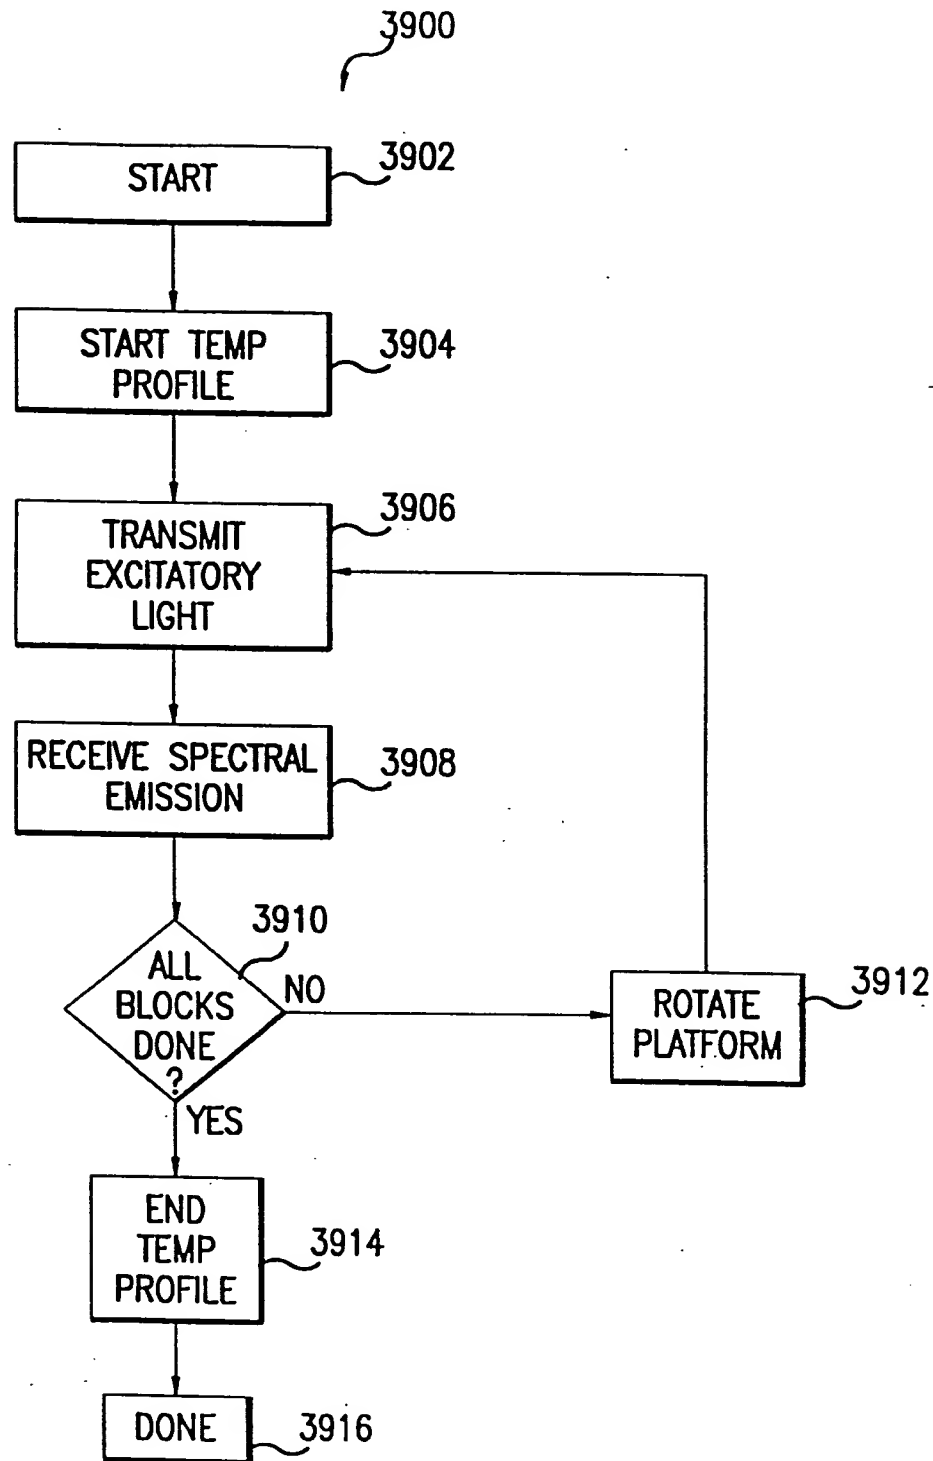 3900
START
3902
START TEMP
PROFILE
3904
TRANSMIT
EXCITATORY
LIGHT
3906
RECEIVE SPECTRAL
EMISSION
3908
ALL
BLOCKS
DONE
?
3910
NO
ROTATE
PLATFORM
3912
YES
END
TEMP
PROFILE
3914
DONE
3916